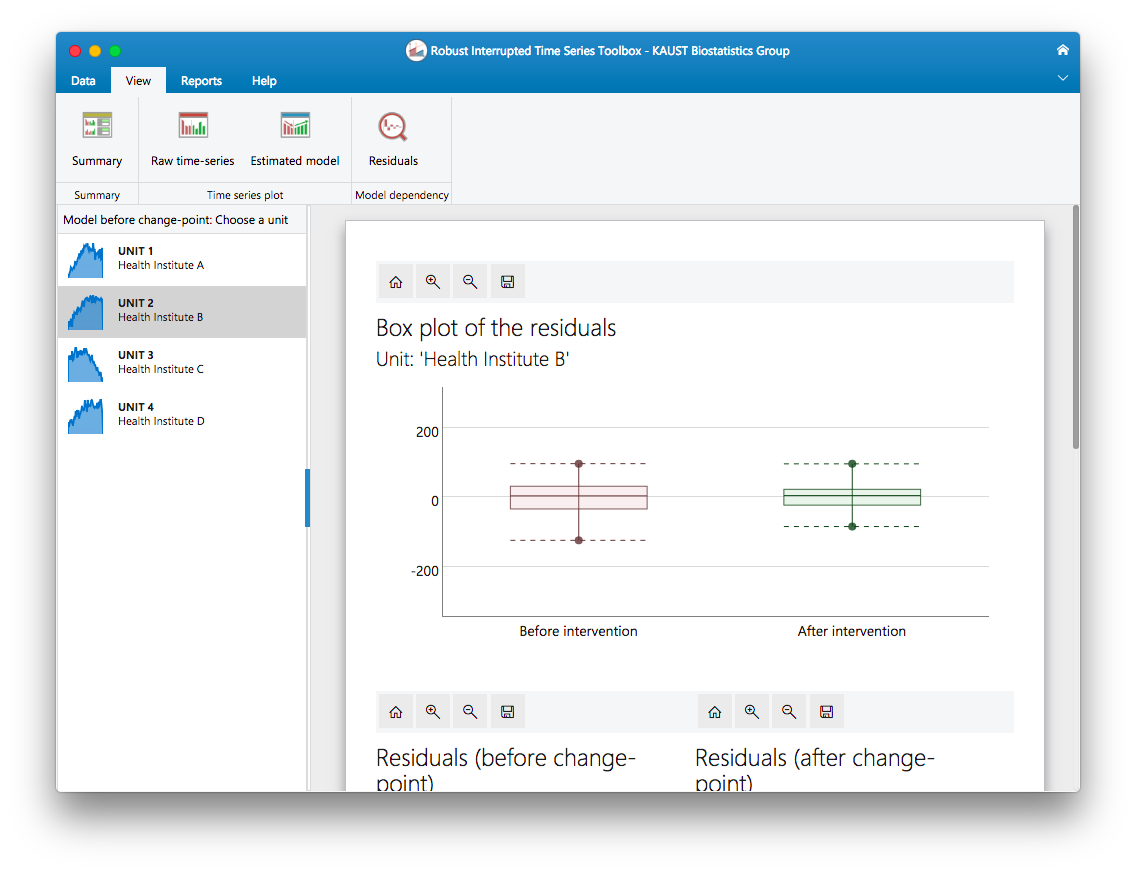 Robust Interrupted Time Series Toolbox - KAUST Biostatistics Group
Data View Reports Help
Summary Raw time-series Estimated model Residuals
Summary Time series plot Model dependency
Model before change-point: Choose a unit
UNIT 1
Health Institute A
UNIT 2
Health Institute B
UNIT 3
Health Institute C
UNIT 4
Health Institute D
Box plot of the residuals
Unit: 'Health Institute B'
200
0
-200
Before intervention After intervention
Residuals (before change-
point)
Residuals (after change-
point)